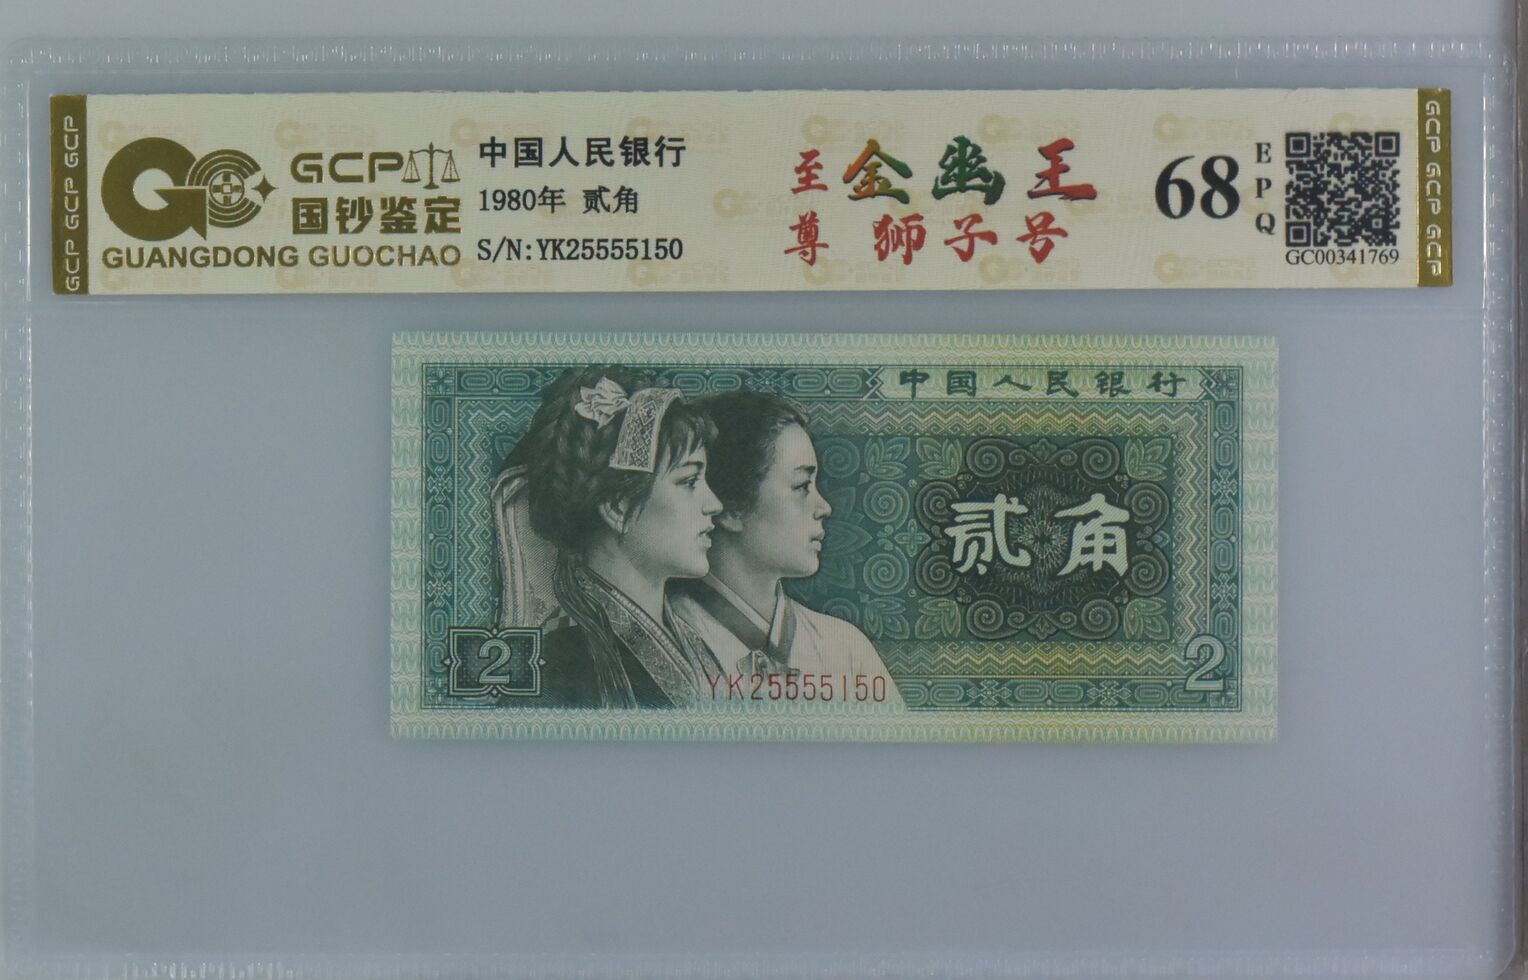 GCP GCP GCP
GCP
国钞鉴定
GUANGDONG GUOCHAO
中国人民银行
1980年 贰角
S/N:YK25555150
至尊
金幽王
狮子号
68
EPQ
GC00341769
GCP GCP GCP
中国人民银行
贰角
2
2
YK25555150